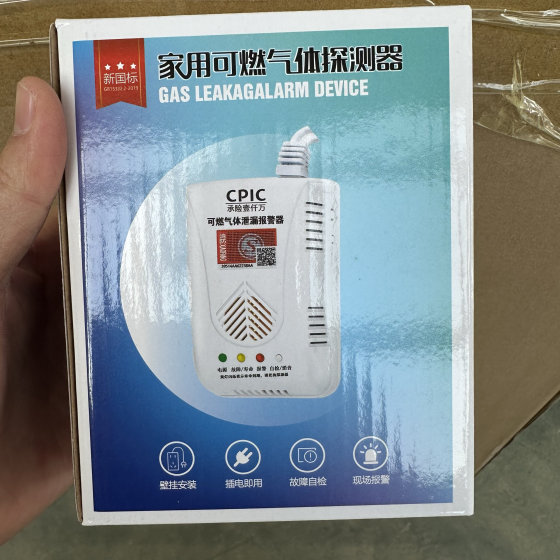 新国标
GB15322.2-2019
家用可燃气体探测器
GAS LEAKAGALARM DEVICE
CPIC
承险壹仟万
可燃气体泄漏报警器
电源 故障/寿命 报警 自检/消音
壁挂安装
插电即用
故障自检
现场报警